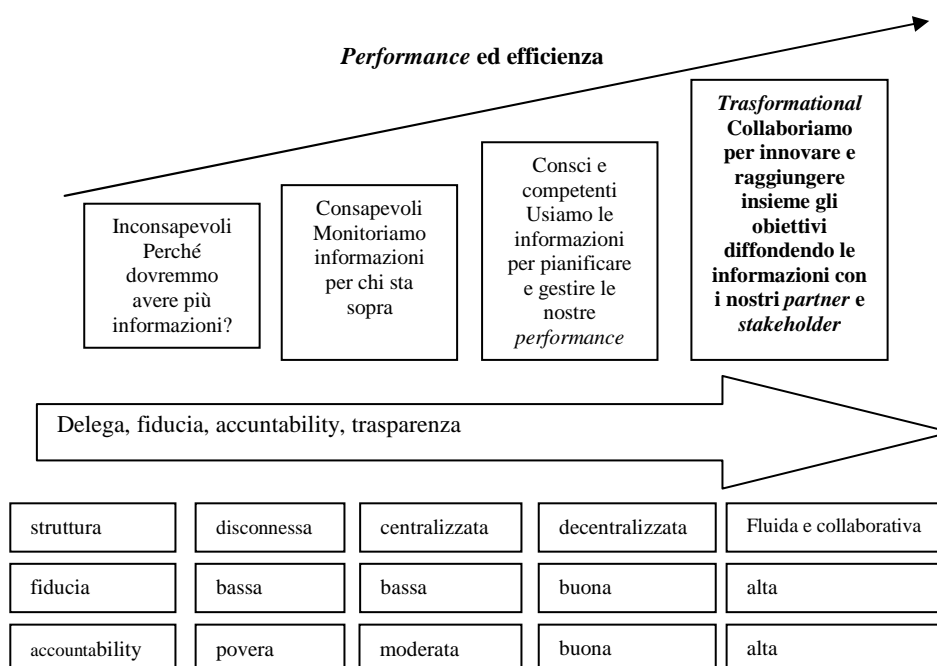 Performance ed efficienza
Inconsapevoli
Perché
dovremmo
avere più
informazioni?
Consapevoli
Monitoriamo
informazioni
per chi sta
sopra
Consci e
competenti
Usiamo le
informazioni
per pianificare
e gestire le
nostre
performance
Trasformational
Collaboriamo
per innovare e
raggiungere
insieme gli
obiettivi
diffondendo le
informazioni con
i nostri partner e
stakeholder
Delega, fiducia, accuntability, trasparenza
struttura disconnessa centralizzata decentralizzata Fluida e collaborativa
fiducia bassa bassa buona alta
accountability povera moderata buona alta